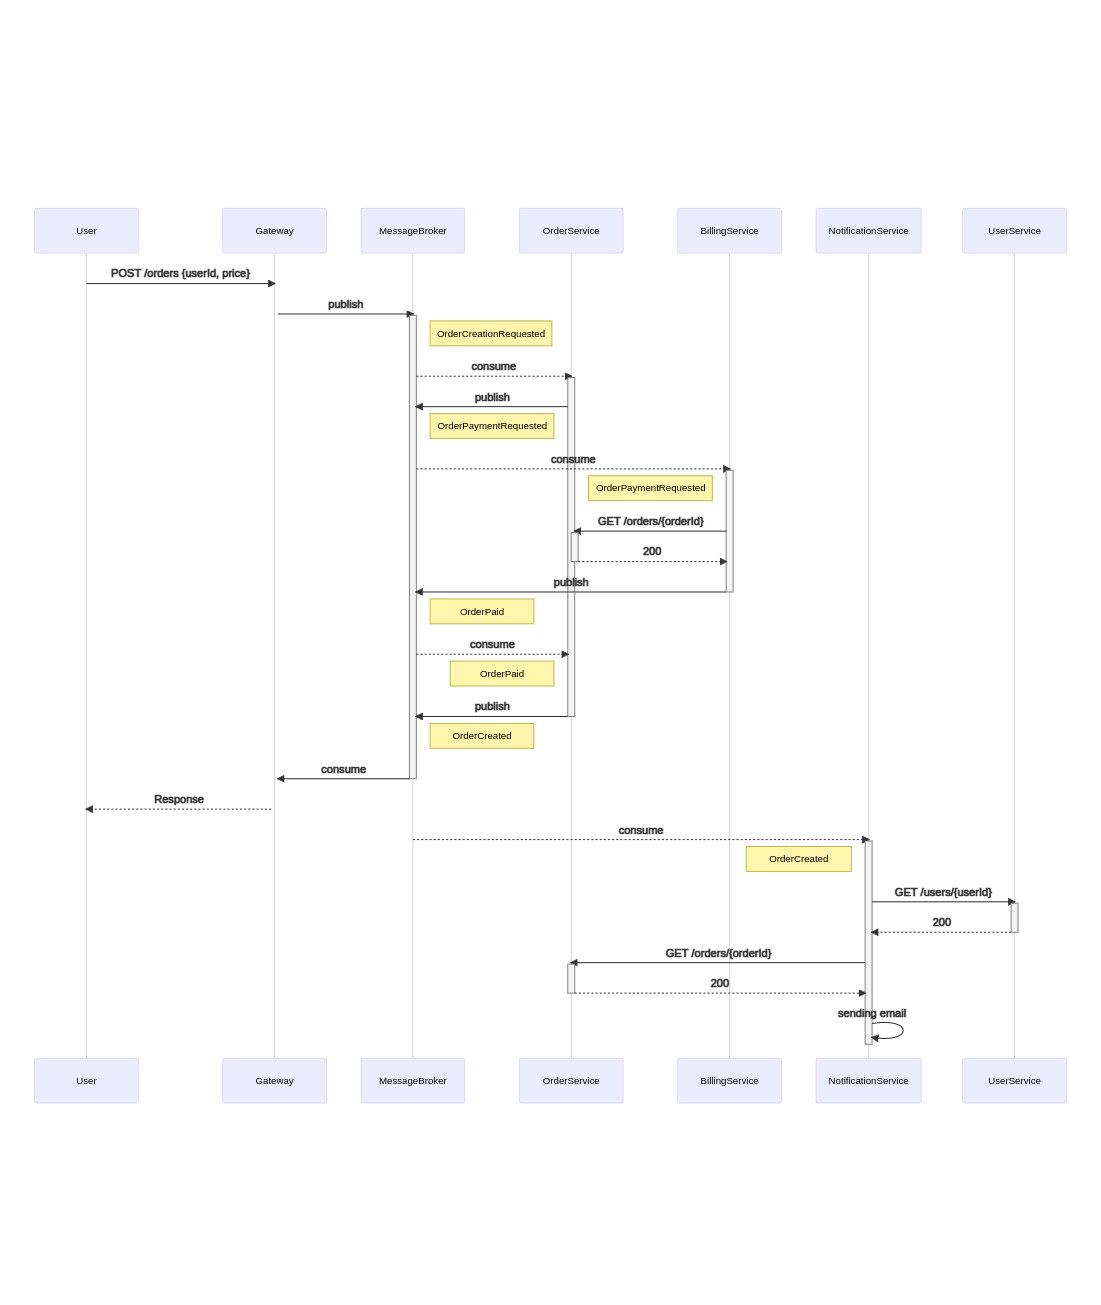 User
Gateway
MessageBroker
OrderService
BillingService
NotificationService
UserService
POST /orders {userId, price}
publish
OrderCreationRequested
consume
publish
OrderPaymentRequested
consume
OrderPaymentRequested
GET /orders/{orderId}
200
publish
OrderPaid
consume
OrderPaid
publish
OrderCreated
consume
Response
consume
OrderCreated
GET /users/{userId}
200
GET /orders/{orderId}
200
sending email
User
Gateway
MessageBroker
OrderService
BillingService
NotificationService
UserService